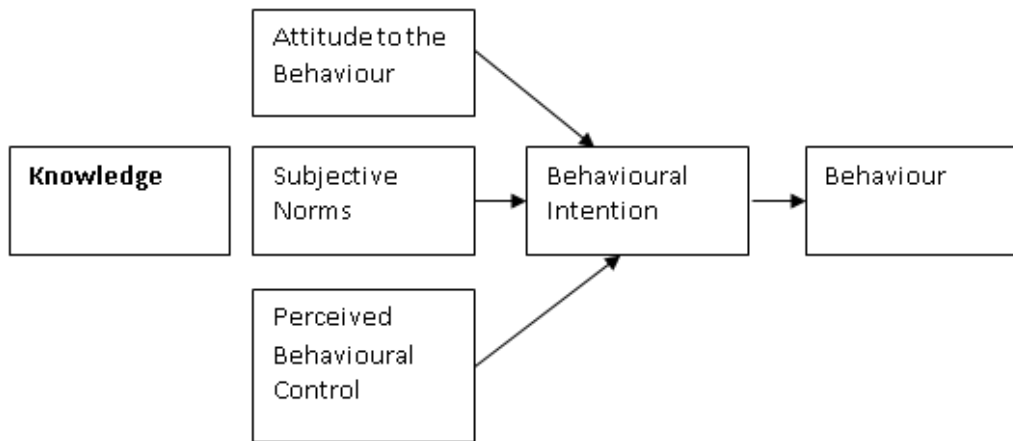 Attitude to the
Behaviour
Knowledge
Subjective
Norms
Behavioural
Intention
Behaviour
Perceived
Behavioural
Control